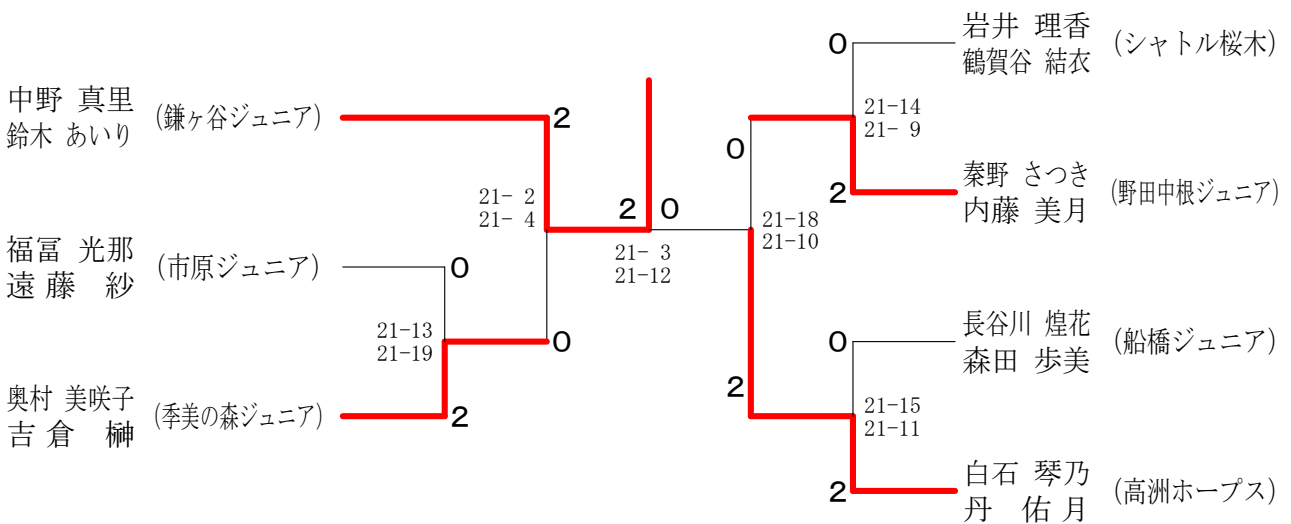 中野 真里
鈴木 あいり
(鎌ヶ谷ジュニア)
2
21- 2
21- 4
福冨 光那
遠藤 紗
(市原ジュニア)
0
21-13
21-19
0
奥村 美咲子
吉倉 榊
(季美の森ジュニア)
2
2 0
21- 3
21-12
岩井 理香
鶴賀谷 結衣
(シャトル桜木)
0
21-14
21- 9
0
秦野 さつき
内藤 美月
(野田中根ジュニア)
2
21-18
21-10
長谷川 煌花
森田 歩美
(船橋ジュニア)
0
2
21-15
21-11
白石 琴乃
丹 佑月
(高洲ホープス)
2